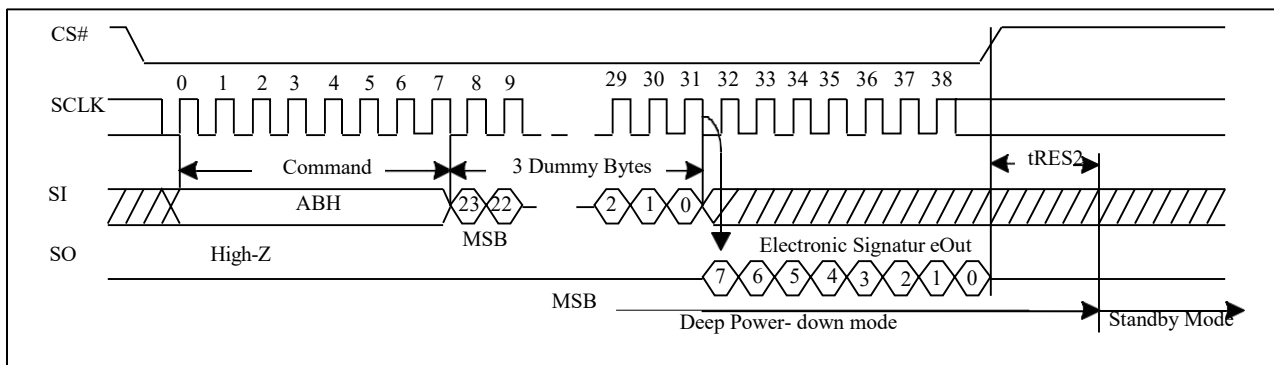 CS#
0 1 2 3 4 5 6 7 8 9 29 30 31 32 33 34 35 36 37 38
SCLK
Command 3 Dummy Bytes tRES2
SI ABH 23 22 2 1 0
MSB
SO High-Z Electronic Signatur eOut
7 6 5 4 3 2 1 0
MSB
Deep Power- down mode Standby Mode